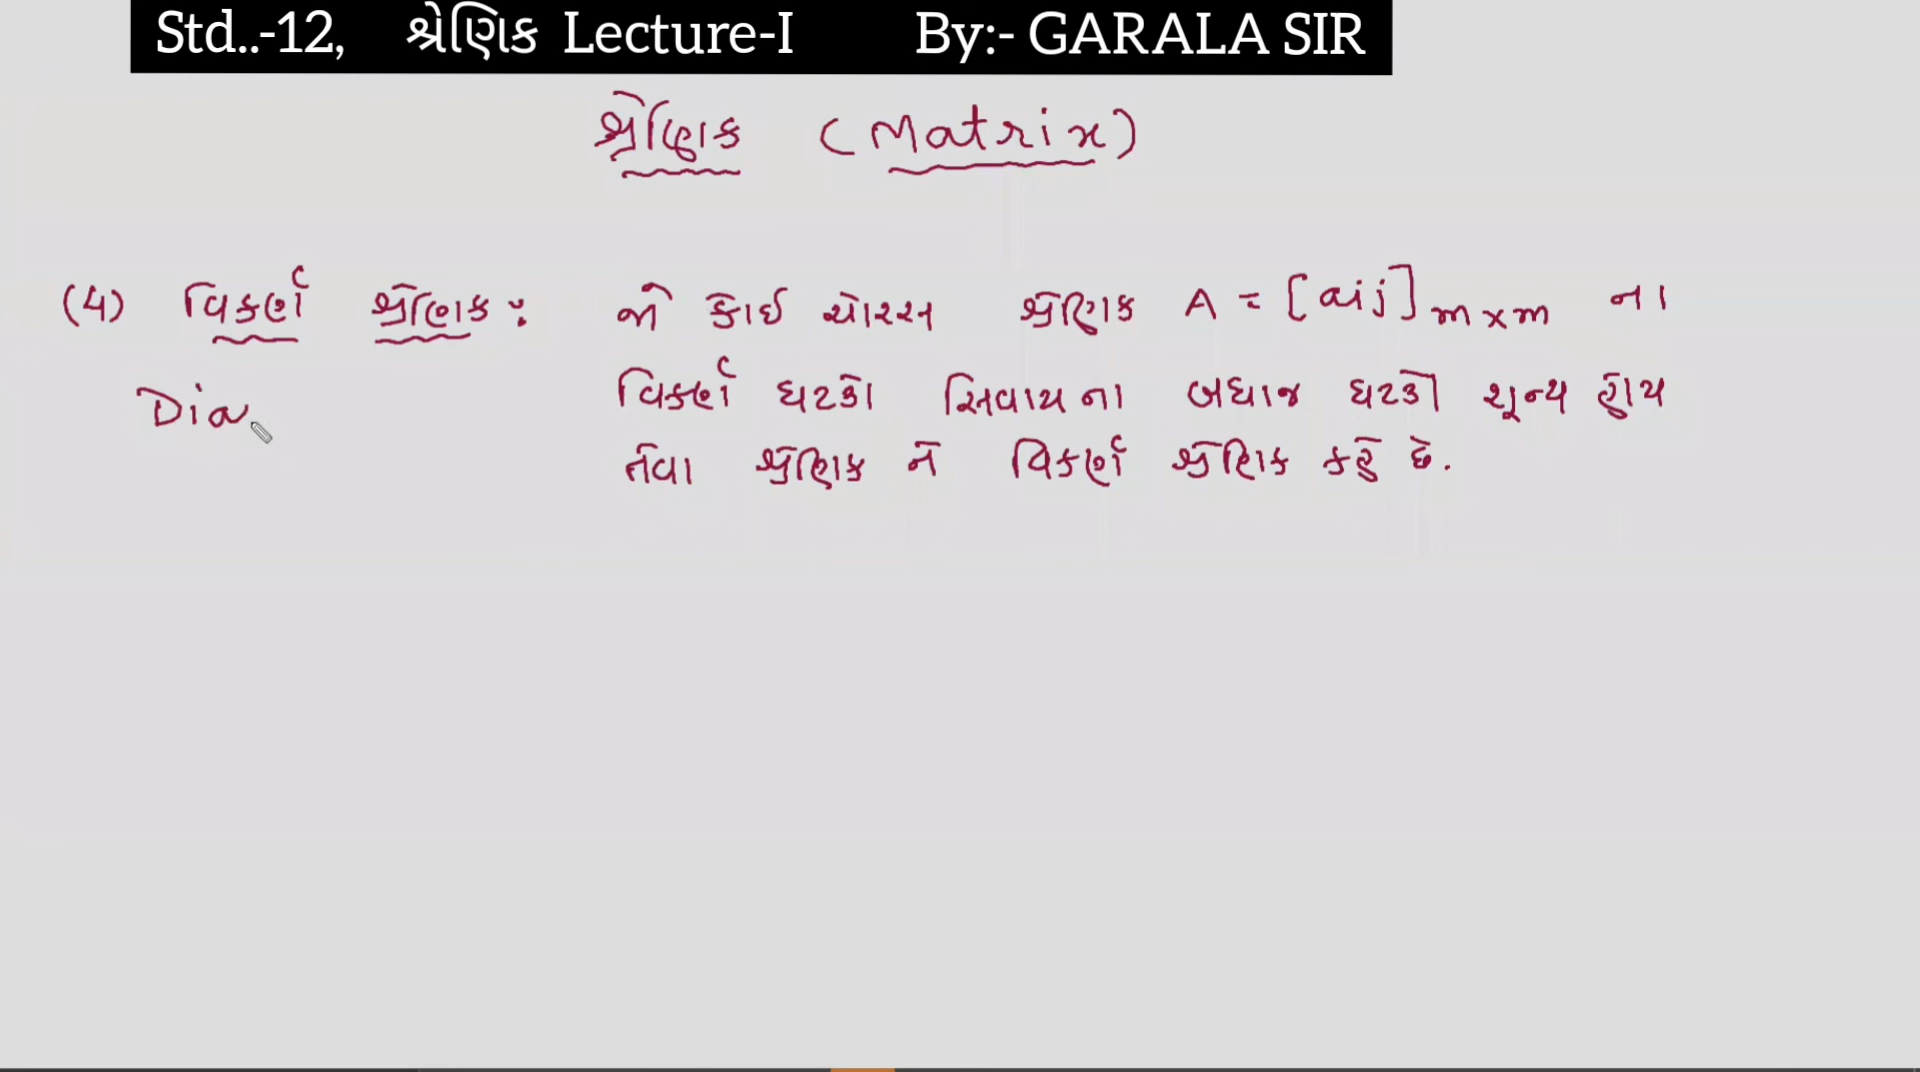 Std..-12, શ્રેણિક Lecture-I By:- GARALA SIR
શ્રેણિક (Matrix)
(4) વિકર્ણ શ્રેણિક : જો કોઈ ચોરસ શ્રેણિક A = [aij]m×m ના
Dia વિકર્ણ ઘટકો સિવાયના બધાજ ઘટકો શૂન્ય હોય
તેવા શ્રેણિક ને વિકર્ણ શ્રેણિક કહે છે.